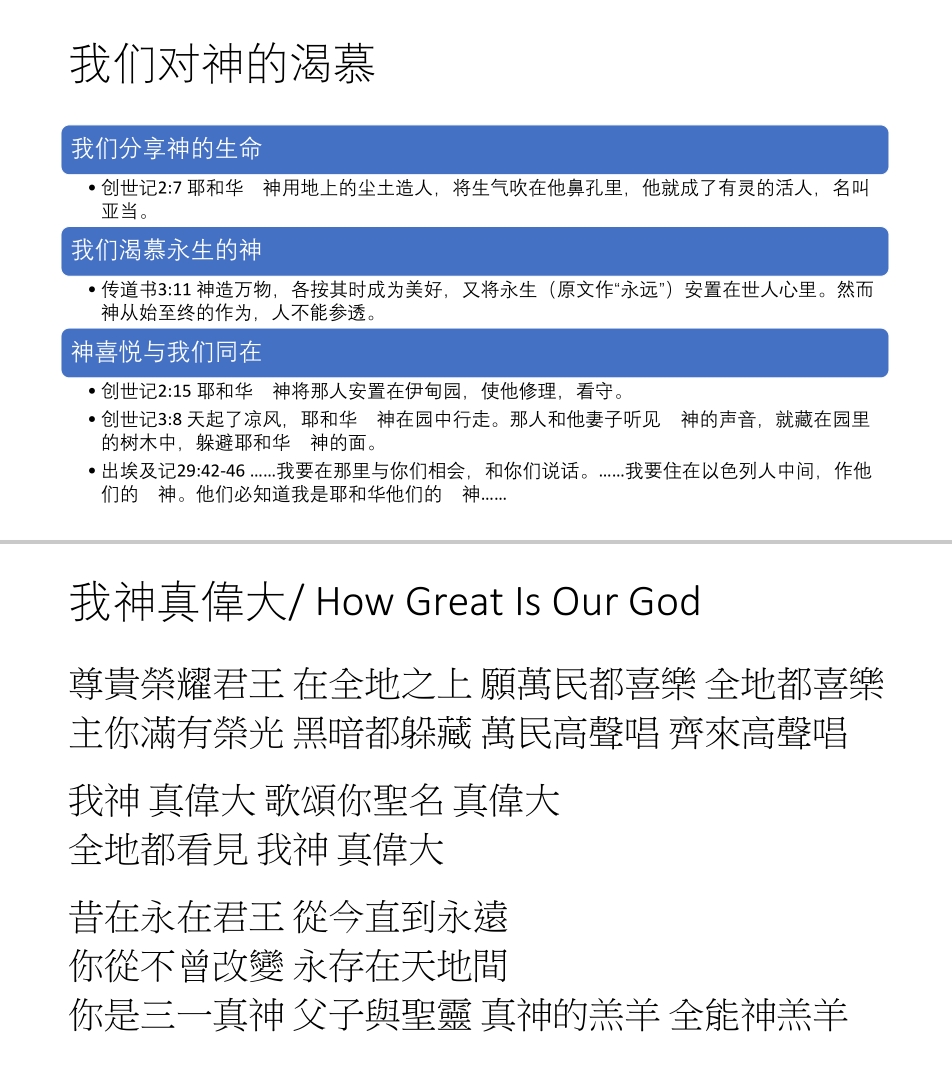 我们对神的渴慕
我们分享神的生命
• 创世记2:7 耶和华　神用地上的尘土造人，将生气吹在他鼻孔里，他就成了有灵的活人，名叫
亚当。
我们渴慕永生的神
• 传道书3:11 神造万物，各按其时成为美好，又将永生（原文作“永远”）安置在世人心里。然而
神从始至终的作为，人不能参透。
神喜悦与我们同在
• 创世记2:15 耶和华　神将那人安置在伊甸园，使他修理，看守。
• 创世记3:8 天起了凉风，耶和华　神在园中行走。那人和他妻子听见　神的声音，就藏在园里
的树木中，躲避耶和华　神的面。
• 出埃及记29:42-46 ……我要在那里与你们相会，和你们说话。……我要住在以色列人中间，作他
们的　神。他们必知道我是耶和华他们的　神……
我神真偉大/ How Great Is Our God
尊貴榮耀君王 在全地之上 願萬民都喜樂 全地都喜樂
主你滿有榮光 黑暗都躲藏 萬民高聲唱 齊來高聲唱
我神 真偉大 歌頌你聖名 真偉大
全地都看見 我神 真偉大
昔在永在君王 從今直到永遠
你從不曾改變 永存在天地間
你是三一真神 父子與聖靈 真神的羔羊 全能神羔羊